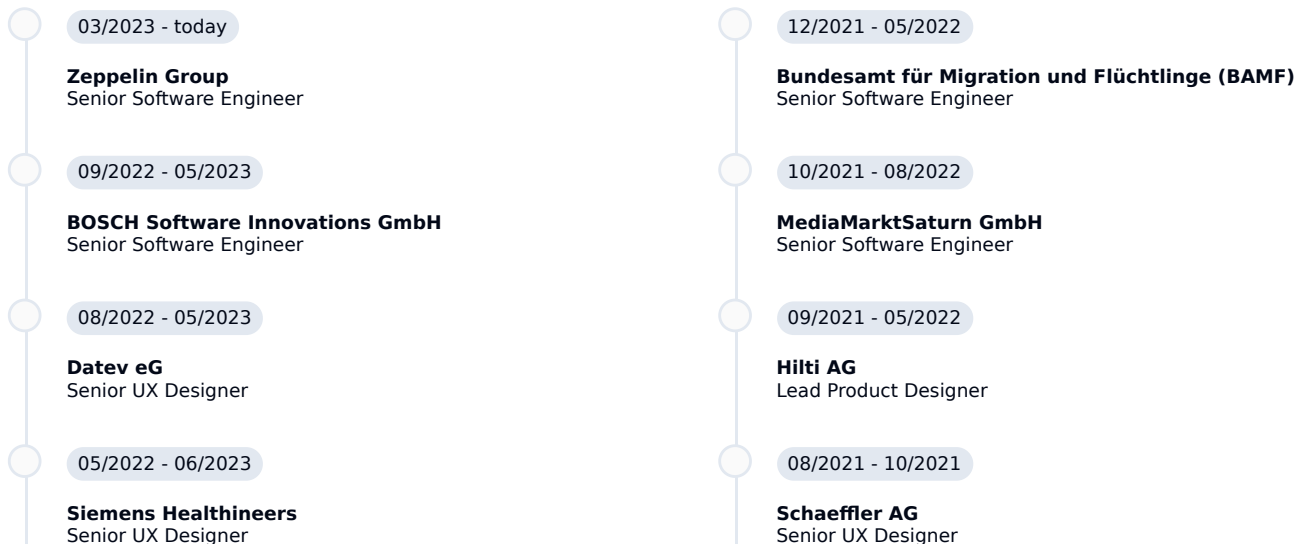 03/2023 - today
Zeppelin Group
Senior Software Engineer
09/2022 - 05/2023
BOSCH Software Innovations GmbH
Senior Software Engineer
08/2022 - 05/2023
Datev eG
Senior UX Designer
05/2022 - 06/2023
Siemens Healthineers
Senior UX Designer
12/2021 - 05/2022
Bundesamt für Migration und Flüchtlinge (BAMF)
Senior Software Engineer
10/2021 - 08/2022
MediaMarktSaturn GmbH
Senior Software Engineer
09/2021 - 05/2022
Hilti AG
Lead Product Designer
08/2021 - 10/2021
Schaeffler AG
Senior UX Designer